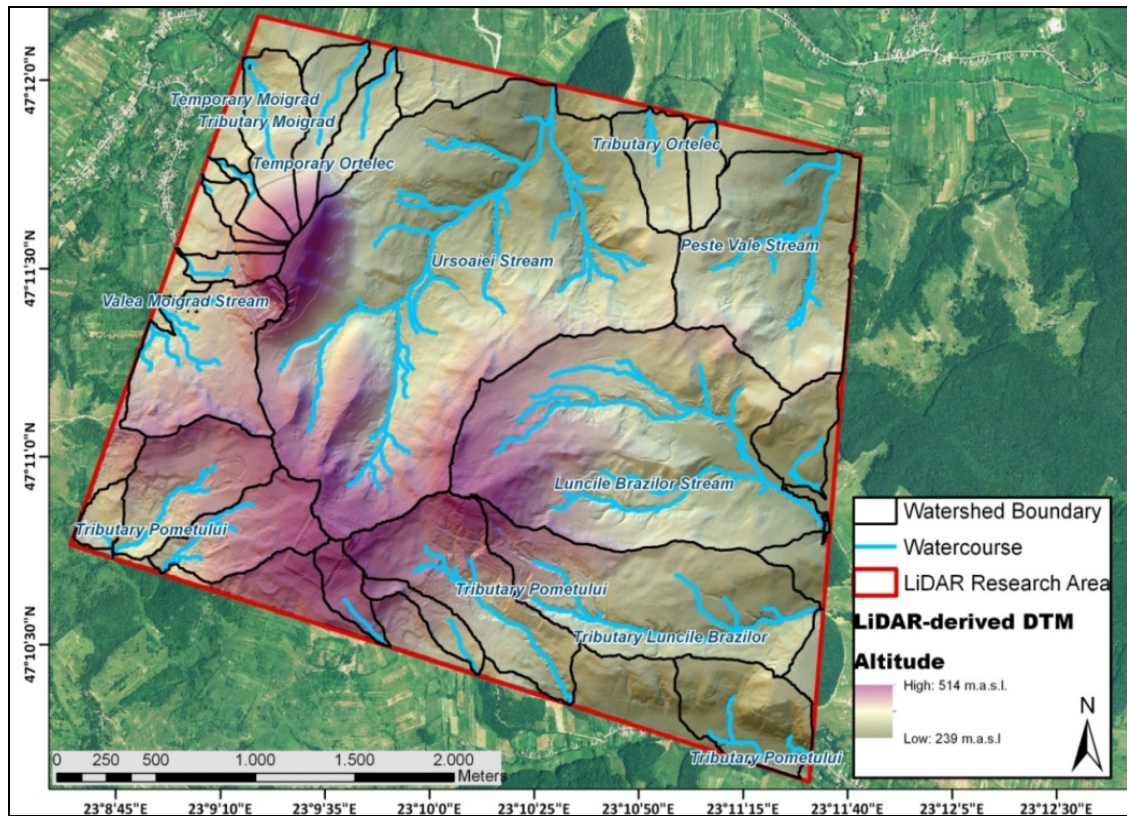 47°12'0"N
47°11'30"N
47°11'0"N
47°10'30"N
Temporary Moigrad
Tributary Moigrad
Temporary Ortelec
Tributary Ortelec
Peste Vale Stream
Ursoaiei Stream
Valea Moigrad Stream
Luncile Brazilor Stream
Tributary Pometului
Tributary Pometului
Tributary Luncile Brazilor
Tributary Pometului
Watershed Boundary
Watercourse
LiDAR Research Area
LiDAR-derived DTM
Altitude
High: 514 m.a.s.l.
Low: 239 m.a.s.l
N
0 250 500 1.000 1.500 2.000
Meters
23°8'45"E 23°9'10"E 23°9'35"E 23°10'0"E 23°10'25"E 23°10'50"E 23°11'15"E 23°11'40"E 23°12'5"E 23°12'30"E